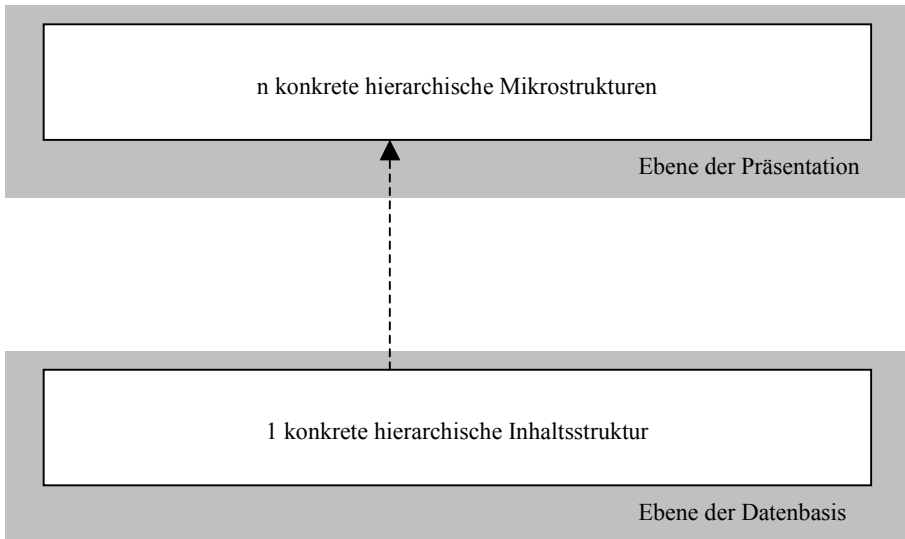 n konkrete hierarchische Mikrostrukturen
Ebene der Präsentation
1 konkrete hierarchische Inhaltsstruktur
Ebene der Datenbasis